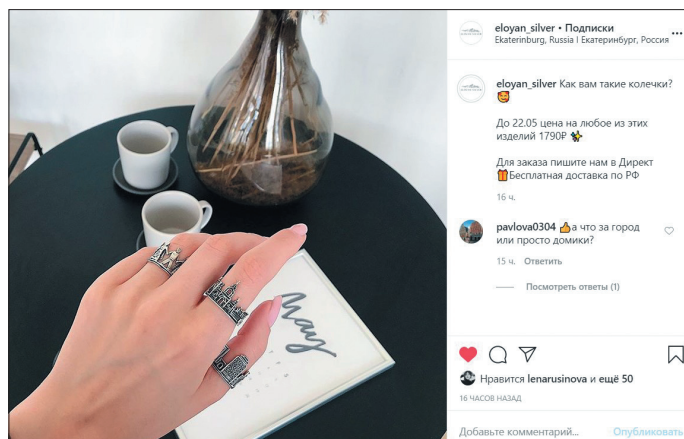 May
eloyan_silver • Подписки
Ekaterinburg, Russia | Екатеринбург, Россия
eloyan_silver Как вам такие колечки?
🥰
До 22.05 цена на любое из этих
изделий 1790₽
Для заказа пишите нам в Директ
🎁Бесплатная доставка по РФ
16 ч.
pavlova0304 👍а что за город
или просто домики?
15 ч. Ответить
Посмотреть ответы (1)
Нравится lenarusinova и ещё 50
16 ЧАСОВ НАЗАД
Добавьте комментарий... Опубликовать